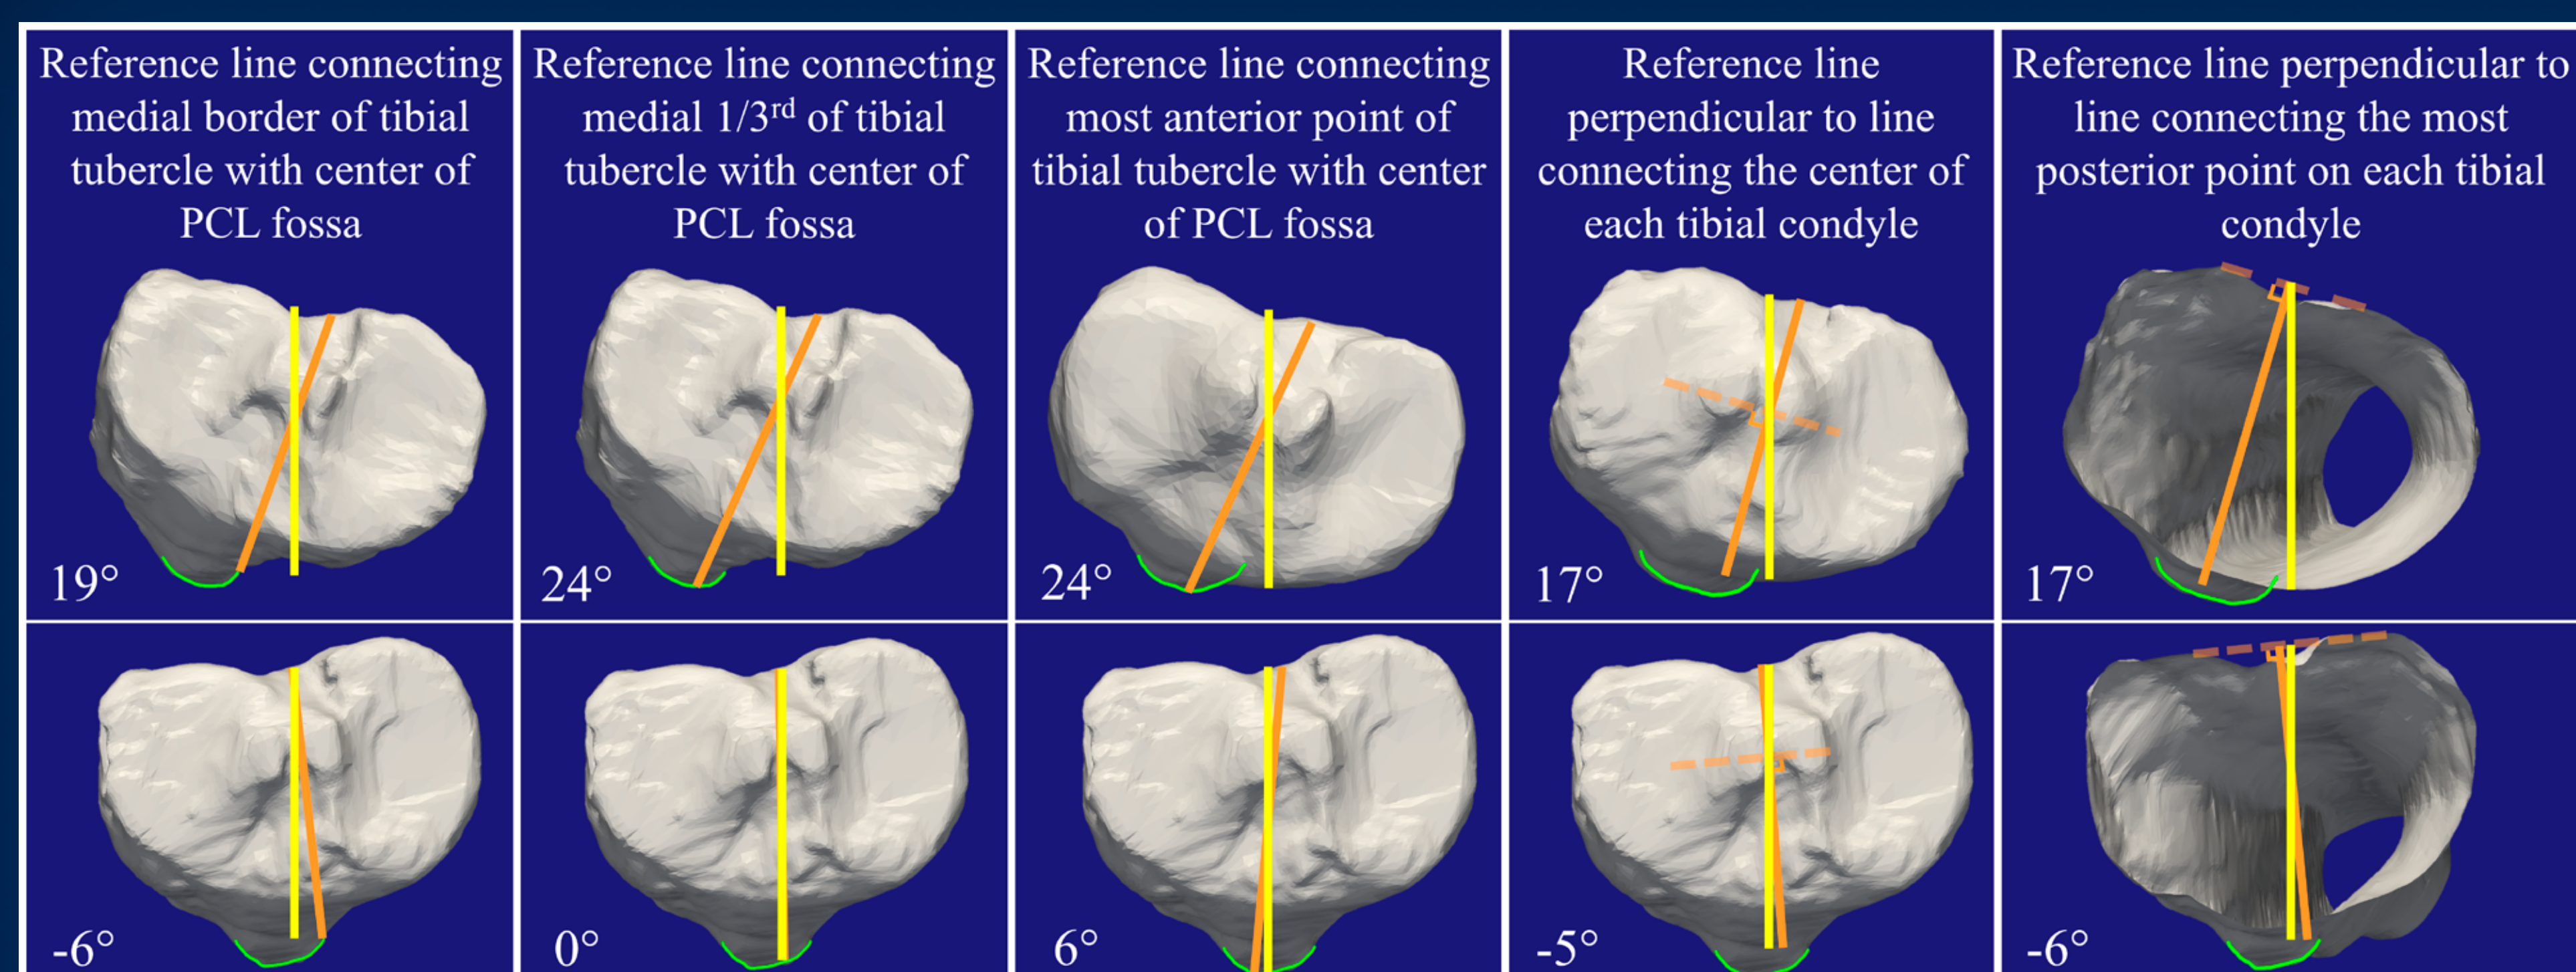 Reference line connecting
medial border of tibial
tubercle with center of
PCL fossa
Reference line connecting
medial 1/3rd of tibial
tubercle with center of
PCL fossa
Reference line connecting
most anterior point of
tibial tubercle with center
of PCL fossa
Reference line
perpendicular to line
connecting the center of
each tibial condyle
Reference line perpendicular to
line connecting the most
posterior point on each tibial
condyle
19°
24°
24°
17°
17°
-6°
0°
6°
-5°
-6°